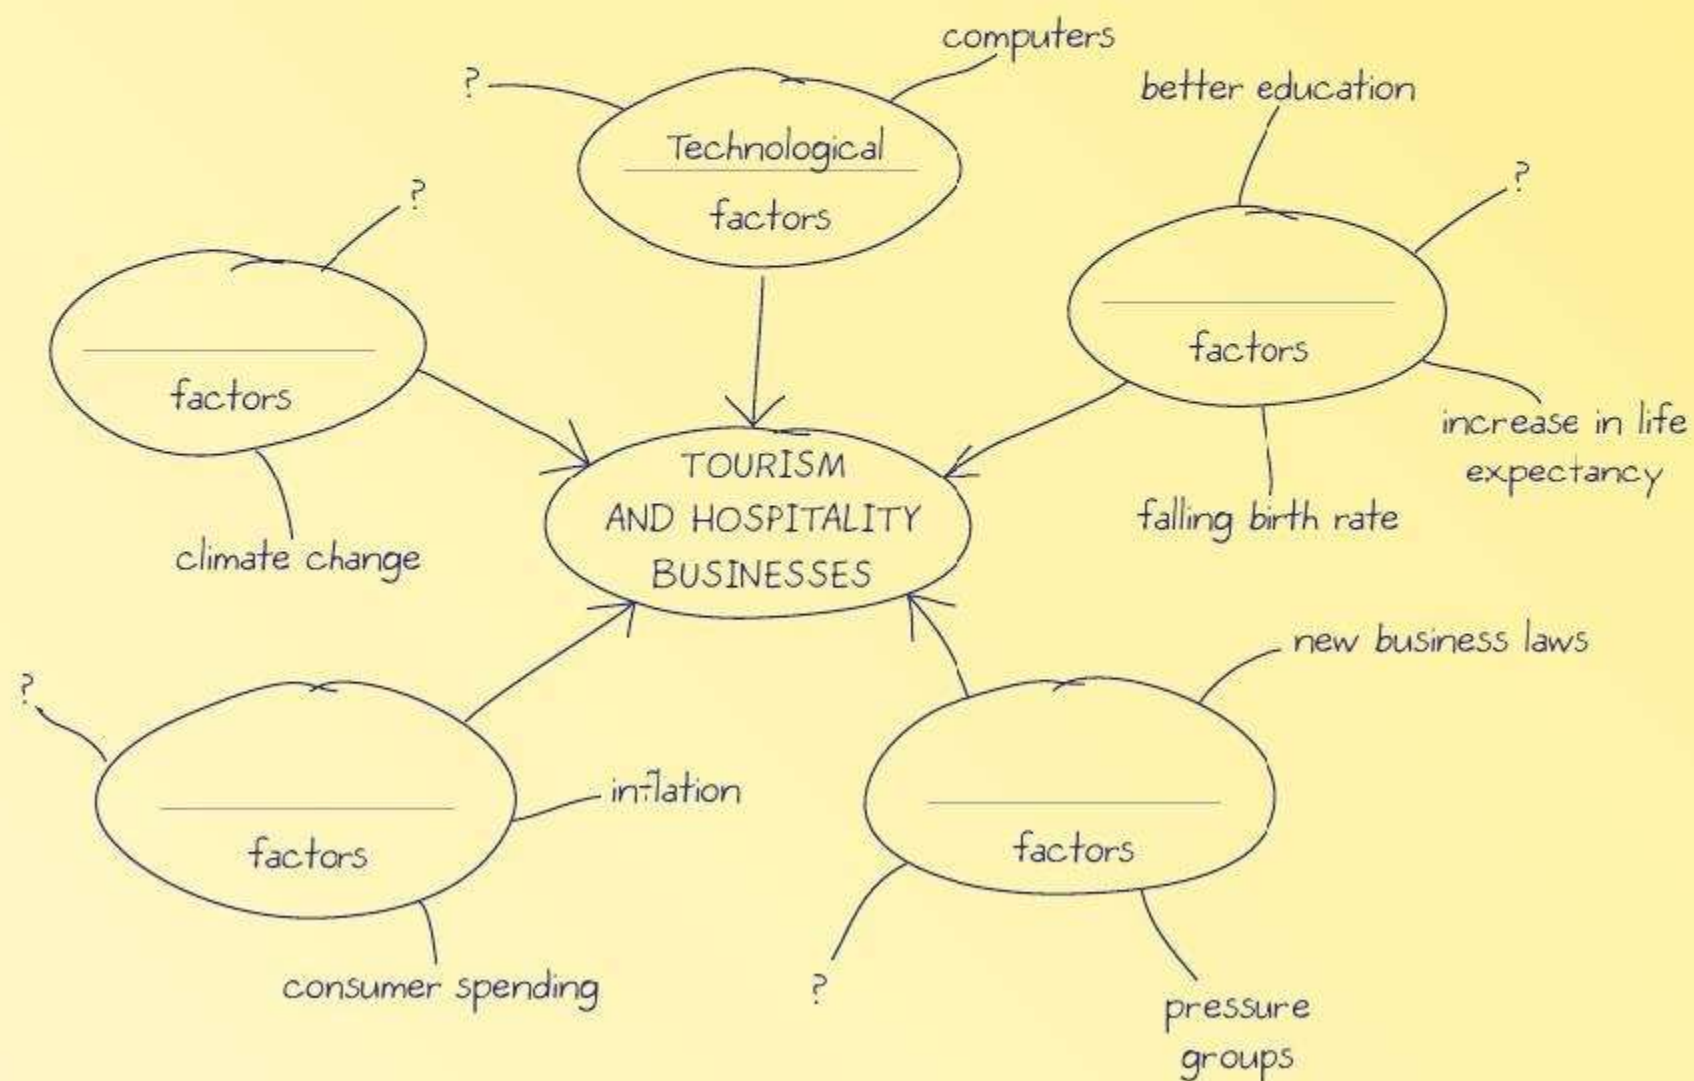 computers
?
better education
Technological
factors
?
?
factors
factors
increase in life
expectancy
TOURISM
AND HOSPITALITY
BUSINESSES
falling birth rate
climate change
new business laws
?
inflation
factors
factors
consumer spending
?
pressure
groups